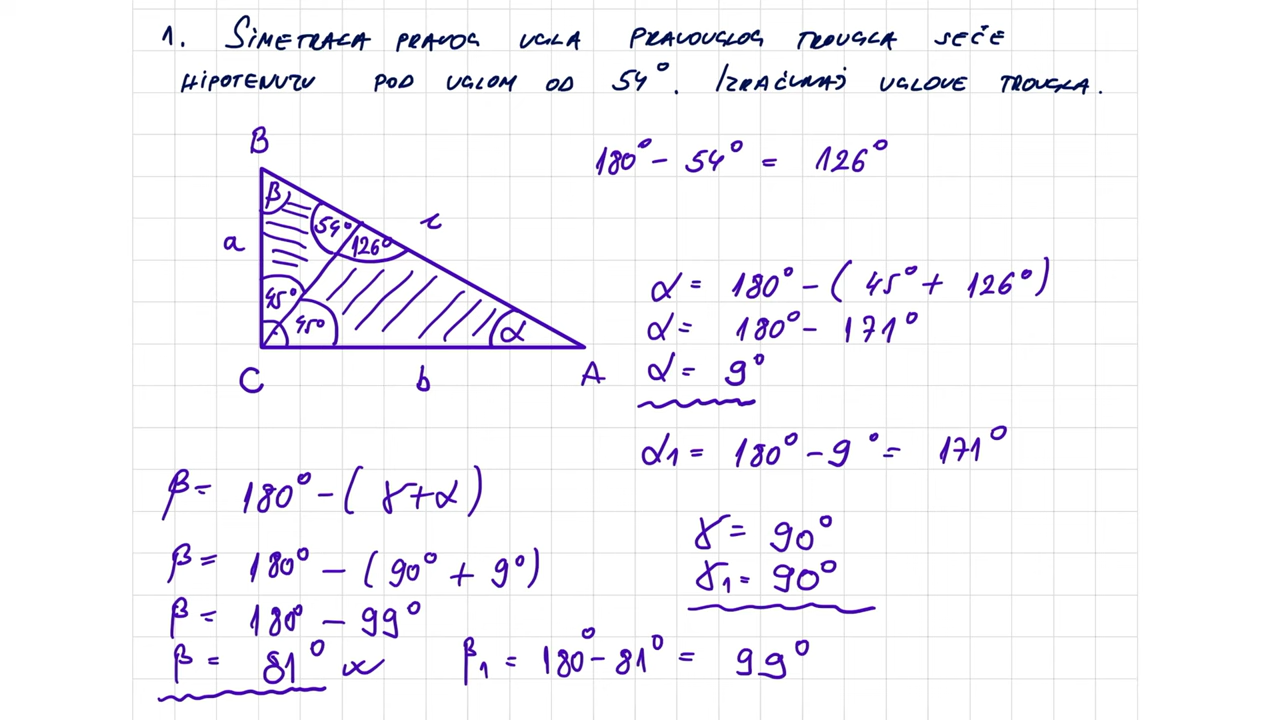 1. SIMETRALA PRAVOG UGLA PRAVOUGLOG TROUGLA SEČE
HIPOTENUZU POD UGLOM OD 54°. IZRAČUNAJ UGLOVE TROUGLA.
B
180° - 54° = 126°
β
54°
c
126°
a
45°
45°
α
C
b
A
α = 180° - (45° + 126°)
α = 180° - 171°
α = 9°
α1 = 180° - 9° = 171°
β = 180° - (γ+α)
β = 180° - (90° + 9°)
β = 180° - 99°
β = 81°
γ = 90°
γ1 = 90°
β1 = 180° - 81° = 99°